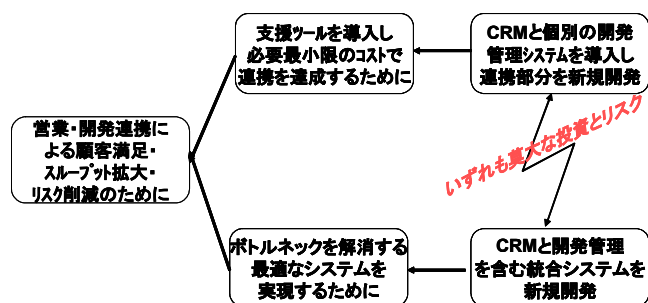 支援ツールを導入し
必要最小限のコストで
連携を達成するために
CRMと個別の開発
管理システムを導入し
連携部分を新規開発
営業・開発連携に
よる顧客満足・
スループット拡大・
リスク削減のために
いずれも莫大な投資とリスク
ボトルネックを解消する
最適なシステムを
実現するために
CRMと開発管理
を含む統合システムを
新規開発